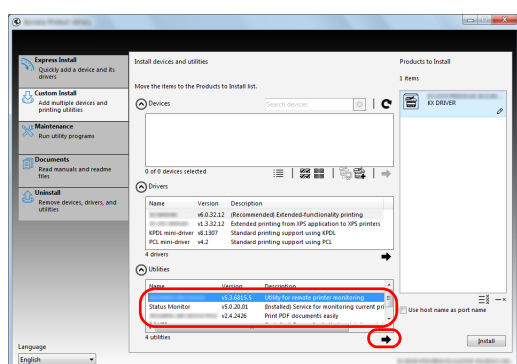 Express Install
Quickly add a device and its
drivers
Custom Install
Add multiple devices and
printing utilities
Maintenance
Run utility programs
Documents
Read manuals and readme
files
Uninstall
Remove devices, drivers, and
utilities
Language
English
Install devices and utilities
Move the items to the Products to Install list.
Devices
Search devices
0 of 0 devices selected
Drivers
Name Version Description
v6.0.32.12 (Recommended) Extended-functionality printing
v1.3.32.12 Extended printing from XPS application to XPS printers
KPDL mini-driver v8.1307 Standard printing support using KPDL
PCL mini-driver v4.2 Standard printing support using PCL
4 drivers
Utilities
Name Version Description
v5.3.6815.5 Utility for remote printer monitoring
Status Monitor v5.0.20.01 (Installed) Service for monitoring current pri
v2.4.2426 Print PDF documents easily
4 utilities
Products to Install
1 items
KX DRIVER
Use host name as port name
Install